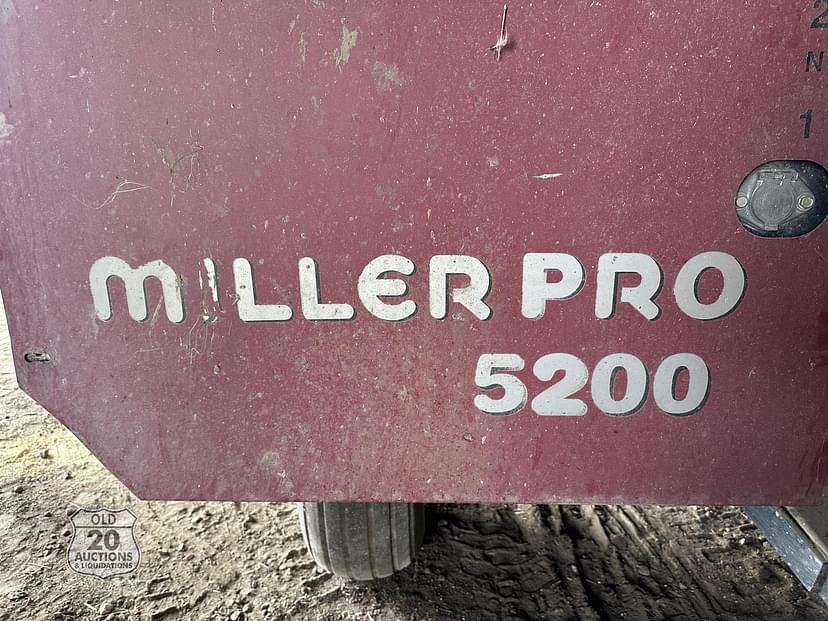 2
N
1
MILLER PRO
5200
OLD
20
AUCTIONS
& LIQUIDATIONS